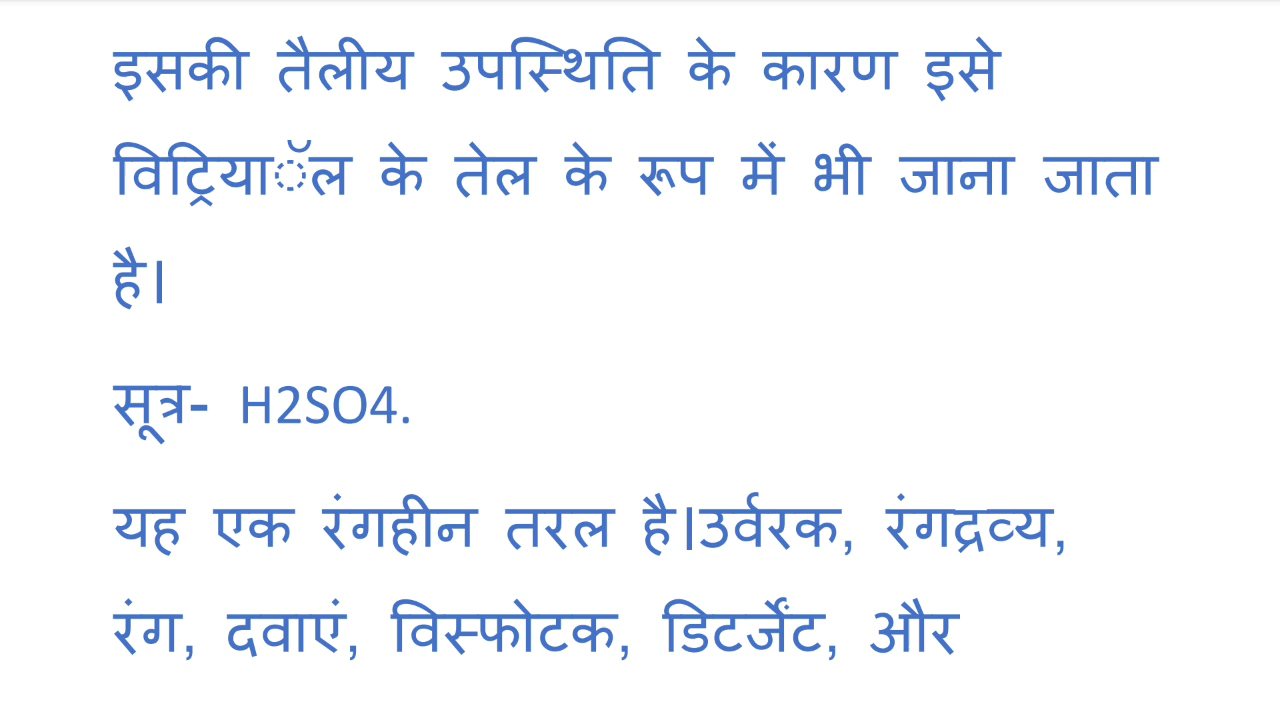 इसकी तैलीय उपस्थिति के कारण इसे
विट्रियाॅल के तेल के रूप में भी जाना जाता
है।
सूत्र- H2SO4.
यह एक रंगहीन तरल है।उर्वरक, रंगद्रव्य,
रंग, दवाएं, विस्फोटक, डिटर्जेंट, और